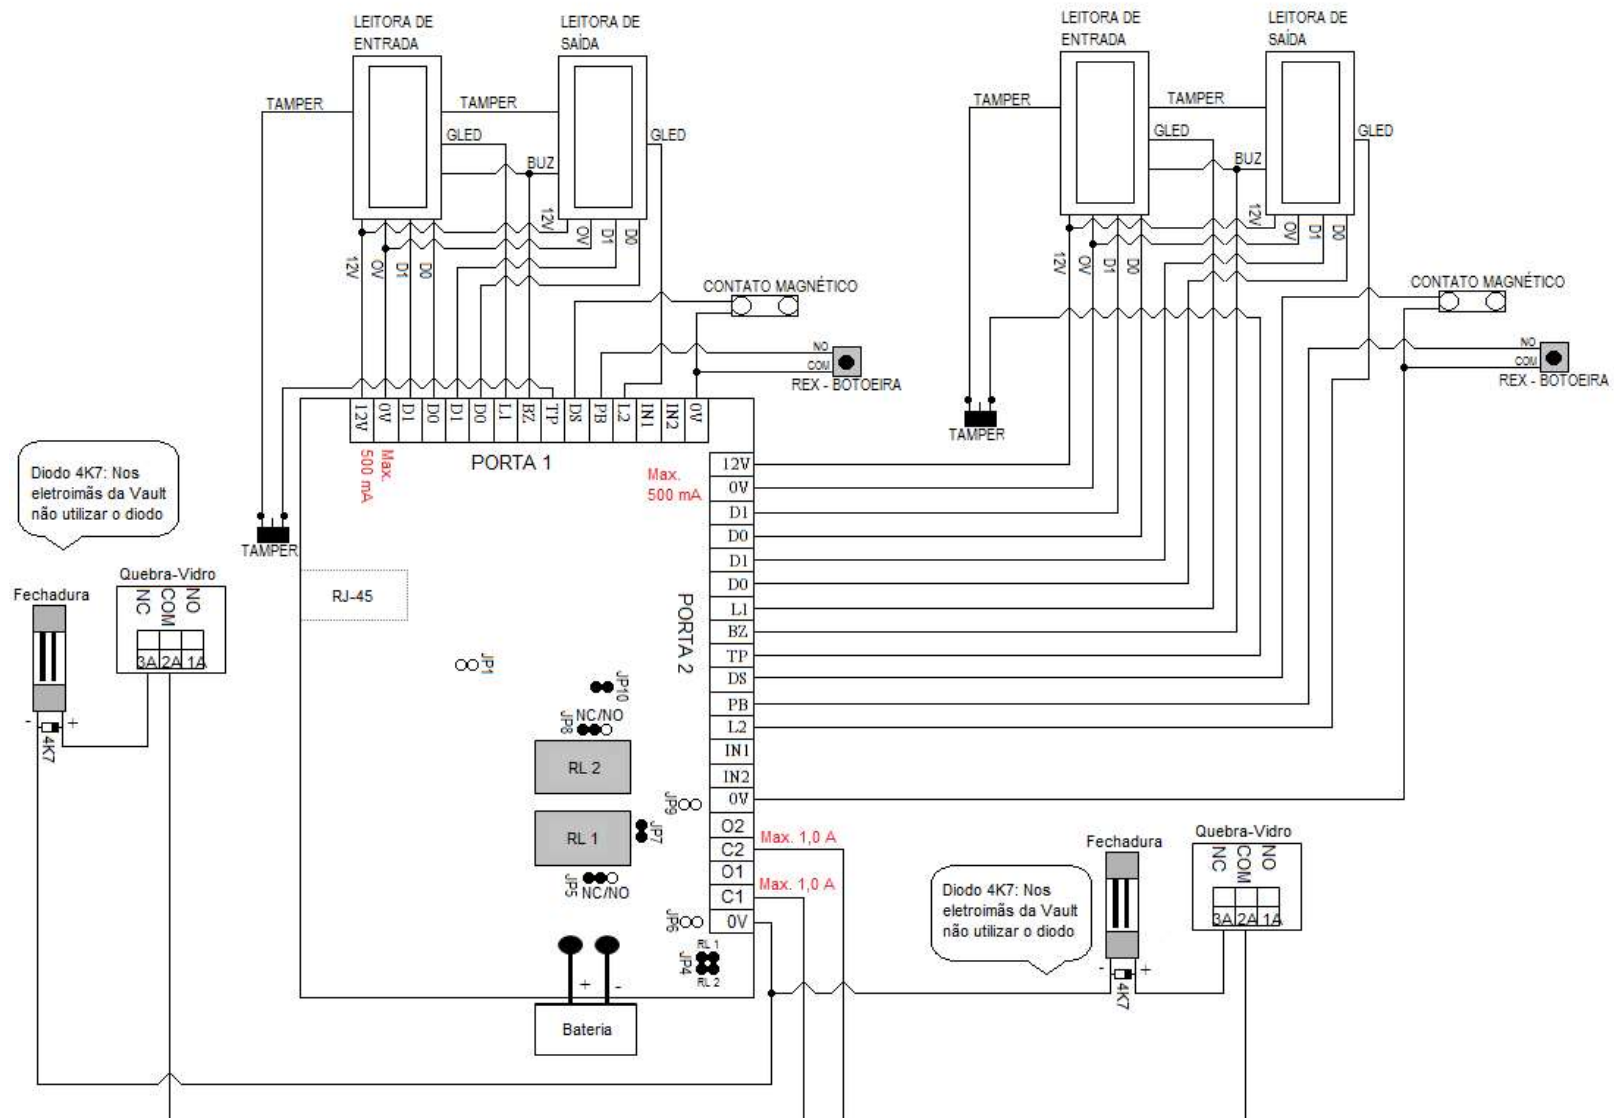 LEITORA DE
ENTRADA
LEITORA DE
SAÍDA
LEITORA DE
ENTRADA
LEITORA DE
SAÍDA
TAMPER
TAMPER
GLED
GLED
BUZ
12V
0V
D1
D0
12V
0V
D1
D0
TAMPER
TAMPER
GLED
GLED
BUZ
12V
0V
D1
D0
12V
0V
D1
D0
CONTATO MAGNÉTICO
NO
COM
REX - BOTOEIRA
CONTATO MAGNÉTICO
NO
COM
REX - BOTOEIRA
TAMPER
TAMPER
12V
0V
D1
D0
D1
D0
L1
BZ
TP
DS
PB
L2
IN1
IN2
0V
PORTA 1
Max.
500 mA
Max.
500 mA
12V
0V
D1
D0
D1
D0
L1
BZ
TP
DS
PB
L2
IN1
IN2
0V
O2
C2
O1
C1
0V
PORTA 2
Max. 1,0 A
Max. 1,0 A
Diodo 4K7: Nos
eletroimãs da Vault
não utilizar o diodo
Fechadura
- +
4K7
Quebra-Vidro
NC
COM
NO
3A 2A 1A
RJ-45
JP1
JP10
NC/NO
JP8
RL 2
JP9
RL 1
JP7
JP5
NC/NO
JP6
RL 1
JP4
RL 2
+ -
Bateria
Diodo 4K7: Nos
eletroimãs da Vault
não utilizar o diodo
Fechadura
- +
4K7
Quebra-Vidro
NC
COM
NO
3A 2A 1A